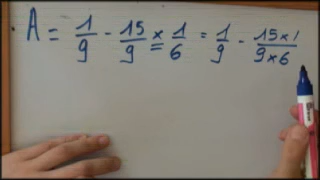 • A = 1/9 - 15/9 × 1/6 = 1/9 - 15×1/9×6